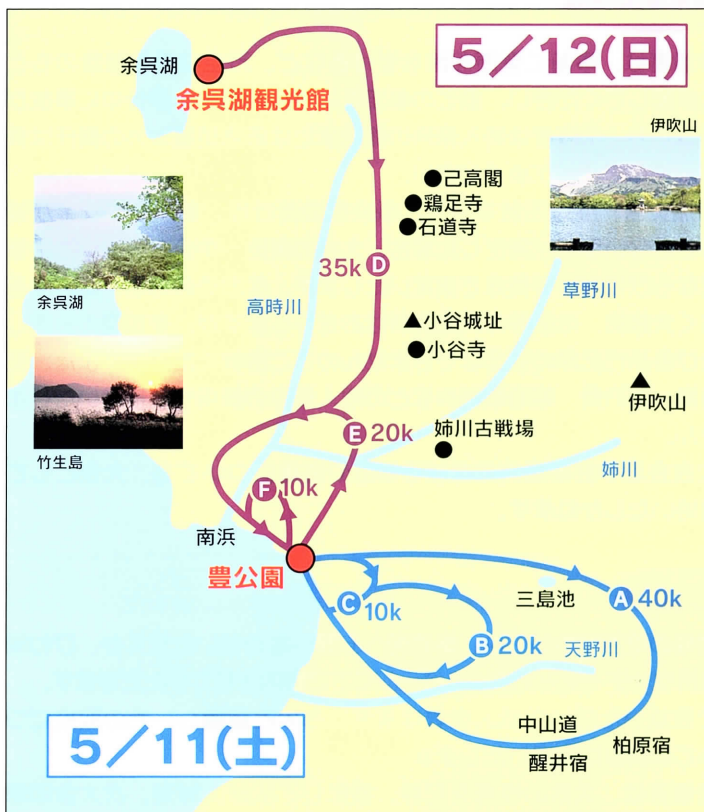 5／12(日)
余呉湖
余呉湖観光館
伊吹山
●己高閣
●鶏足寺
●石道寺
35k D
余呉湖
高時川
草野川
▲小谷城址
●小谷寺
▲
伊吹山
竹生島
E 20k
姉川古戦場
●
姉川
F 10k
南浜
豊公園
三島池
A 40k
C 10k
B 20k
天野川
中山道
柏原宿
醒井宿
5／11(土)